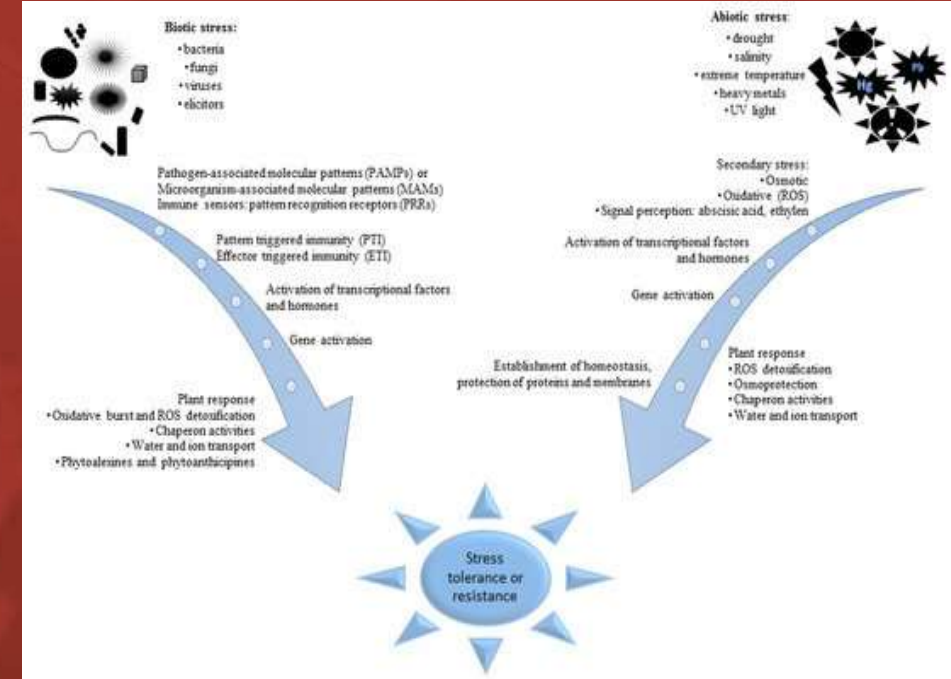 Biotic stress:
•bacteria
•fungi
•viruses
•elicitors
Abiotic stress:
•drought
•salinity
•extreme temperature
•heavy metals
•UV light
Hg
Pb
Pathogen-associated molecular patterns (PAMPs) or
Microorganism-associated molecular patterns (MAMs)
Immune sensors: pattern recognition receptors (PRRs)
Pattern triggered immunity (PTI)
Effector triggered immunity (ETI)
Activation of transcriptional factors
and hormones
Gene activation
Plant response
•Oxidative burst and ROS detoxification
•Chaperon activities
•Water and ion transport
•Phytoalexines and phytoanthicipines
Secondary stress:
•Osmotic
•Oxidative (ROS)
•Signal perception: abscisic acid, ethylen
Activation of transcriptional factors
and hormones
Gene activation
Establishment of homeostasis,
protection of proteins and membranes
Plant response
•ROS detoxification
•Osmoprotection
•Chaperon activities
•Water and ion transport
Stress
tolerance or
resistance